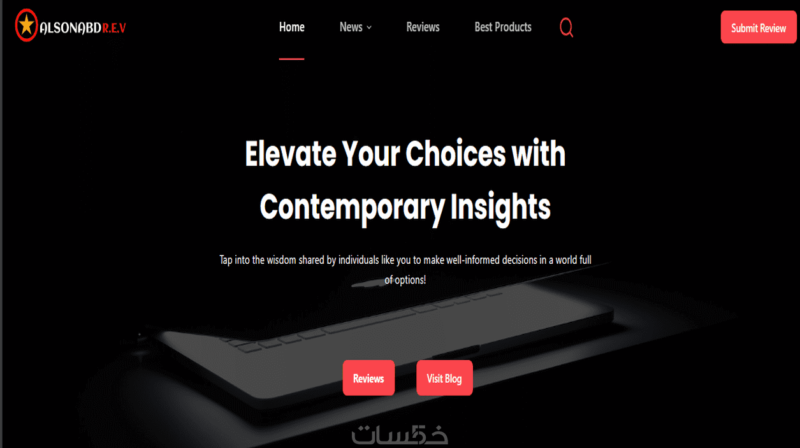 ALSONABD R.E.V
Home
News
Reviews
Best Products
Submit Review
Elevate Your Choices with
Contemporary Insights
Tap into the wisdom shared by individuals like you to make well-informed decisions in a world full
of options!
Reviews
Visit Blog
خمسات